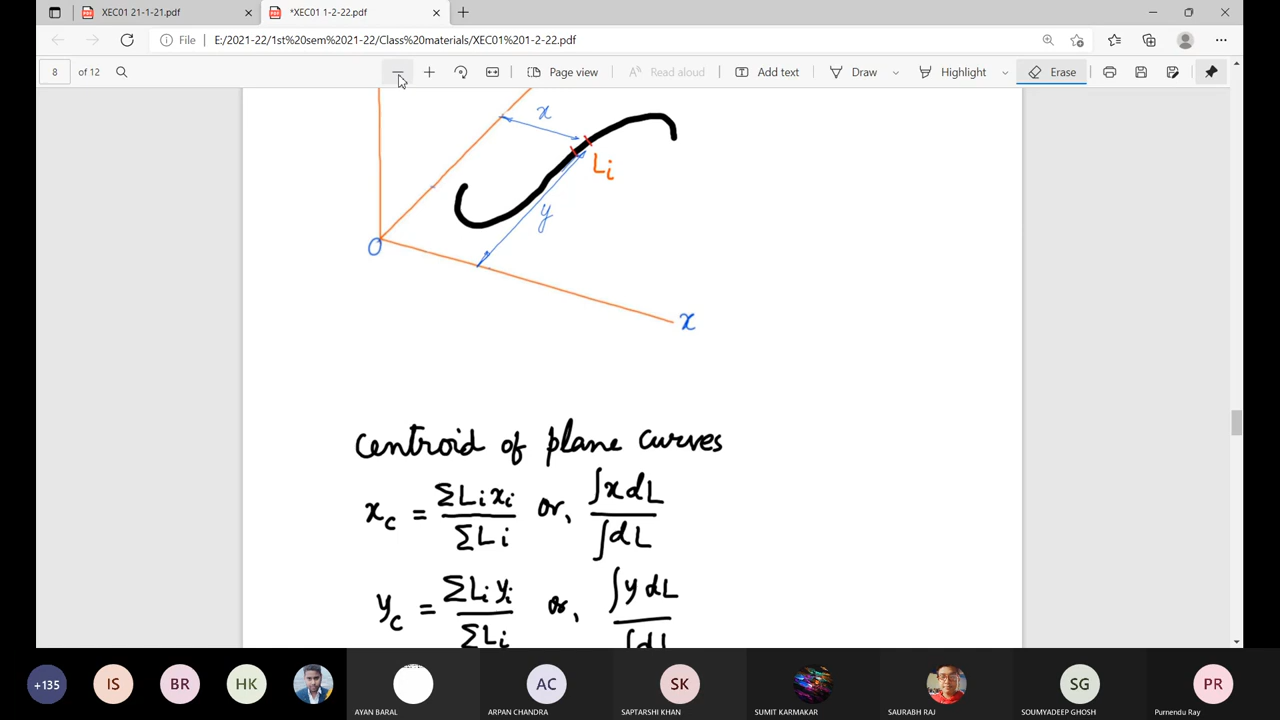 XEC01 21-1-21.pdf
*XEC01 1-2-22.pdf
File E:/2021-22/1st%20sem%2021-22/Class%20materials/XEC01%201-2-22.pdf
8 of 12 Page view Read aloud Add text Draw Highlight Erase
x
Li
y
O
x
Centroid of plane curves
xc = ΣLixi / ΣLi or, ∫xdL / ∫dL
yc = ΣLiyi / ΣLi or, ∫ydL / ∫dL
+135 IS BR HK AC SK SG PR
AYAN BARAL ARPAN CHANDRA SAPTARSHI KHAN SUMIT KARMAKAR SAURABH RAJ SOUMYADEEP GHOSH Purnendu Ray